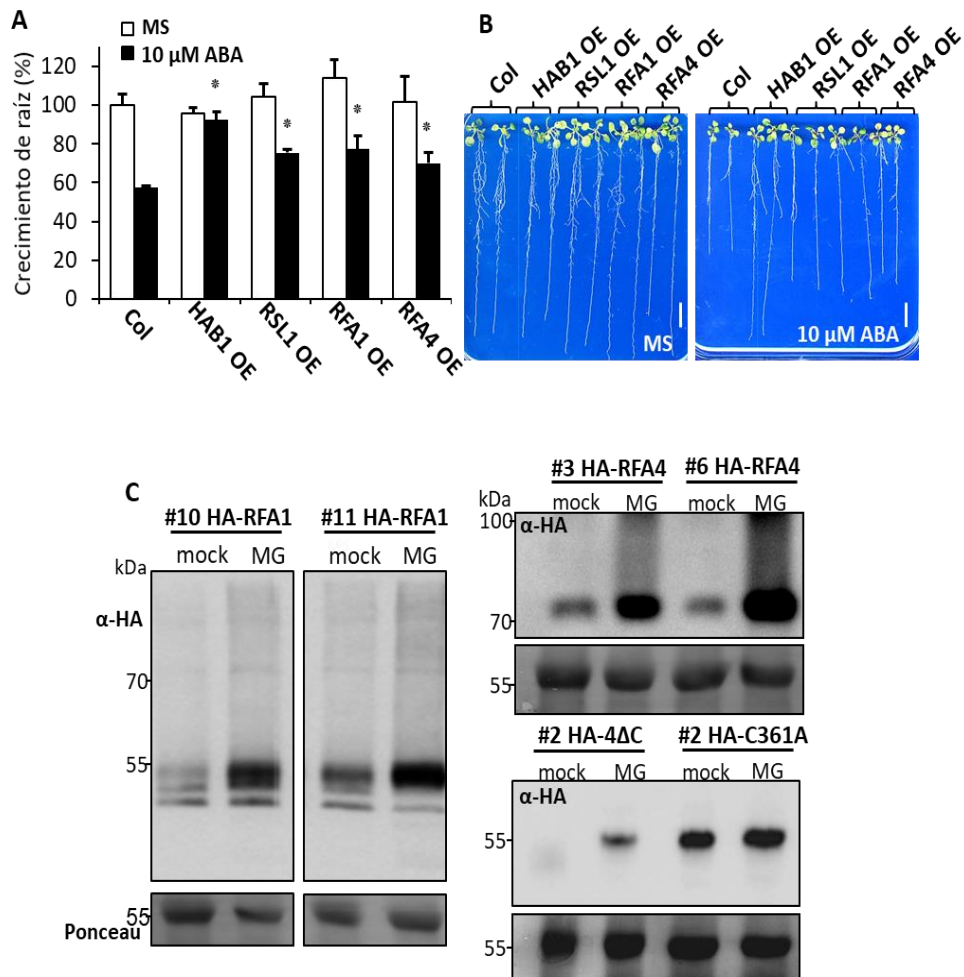 A
MS
10 µM ABA
*
*
*
*
Crecimiento de raíz (%)
120
100
80
60
40
20
0
Col
HAB1 OE
RSL1 OE
RFA1 OE
RFA4 OE
B
Col
HAB1 OE
RSL1 OE
RFA1 OE
RFA4 OE
MS
Col
HAB1 OE
RSL1 OE
RFA1 OE
RFA4 OE
10 µM ABA
C
#10 HA-RFA1
#11 HA-RFA1
mock
MG
mock
MG
kDa
α-HA
70
55
55
Ponceau
#3 HA-RFA4
#6 HA-RFA4
mock
MG
mock
MG
kDa
100
α-HA
70
55
#2 HA-4ΔC
#2 HA-C361A
mock
MG
mock
MG
α-HA
55
55